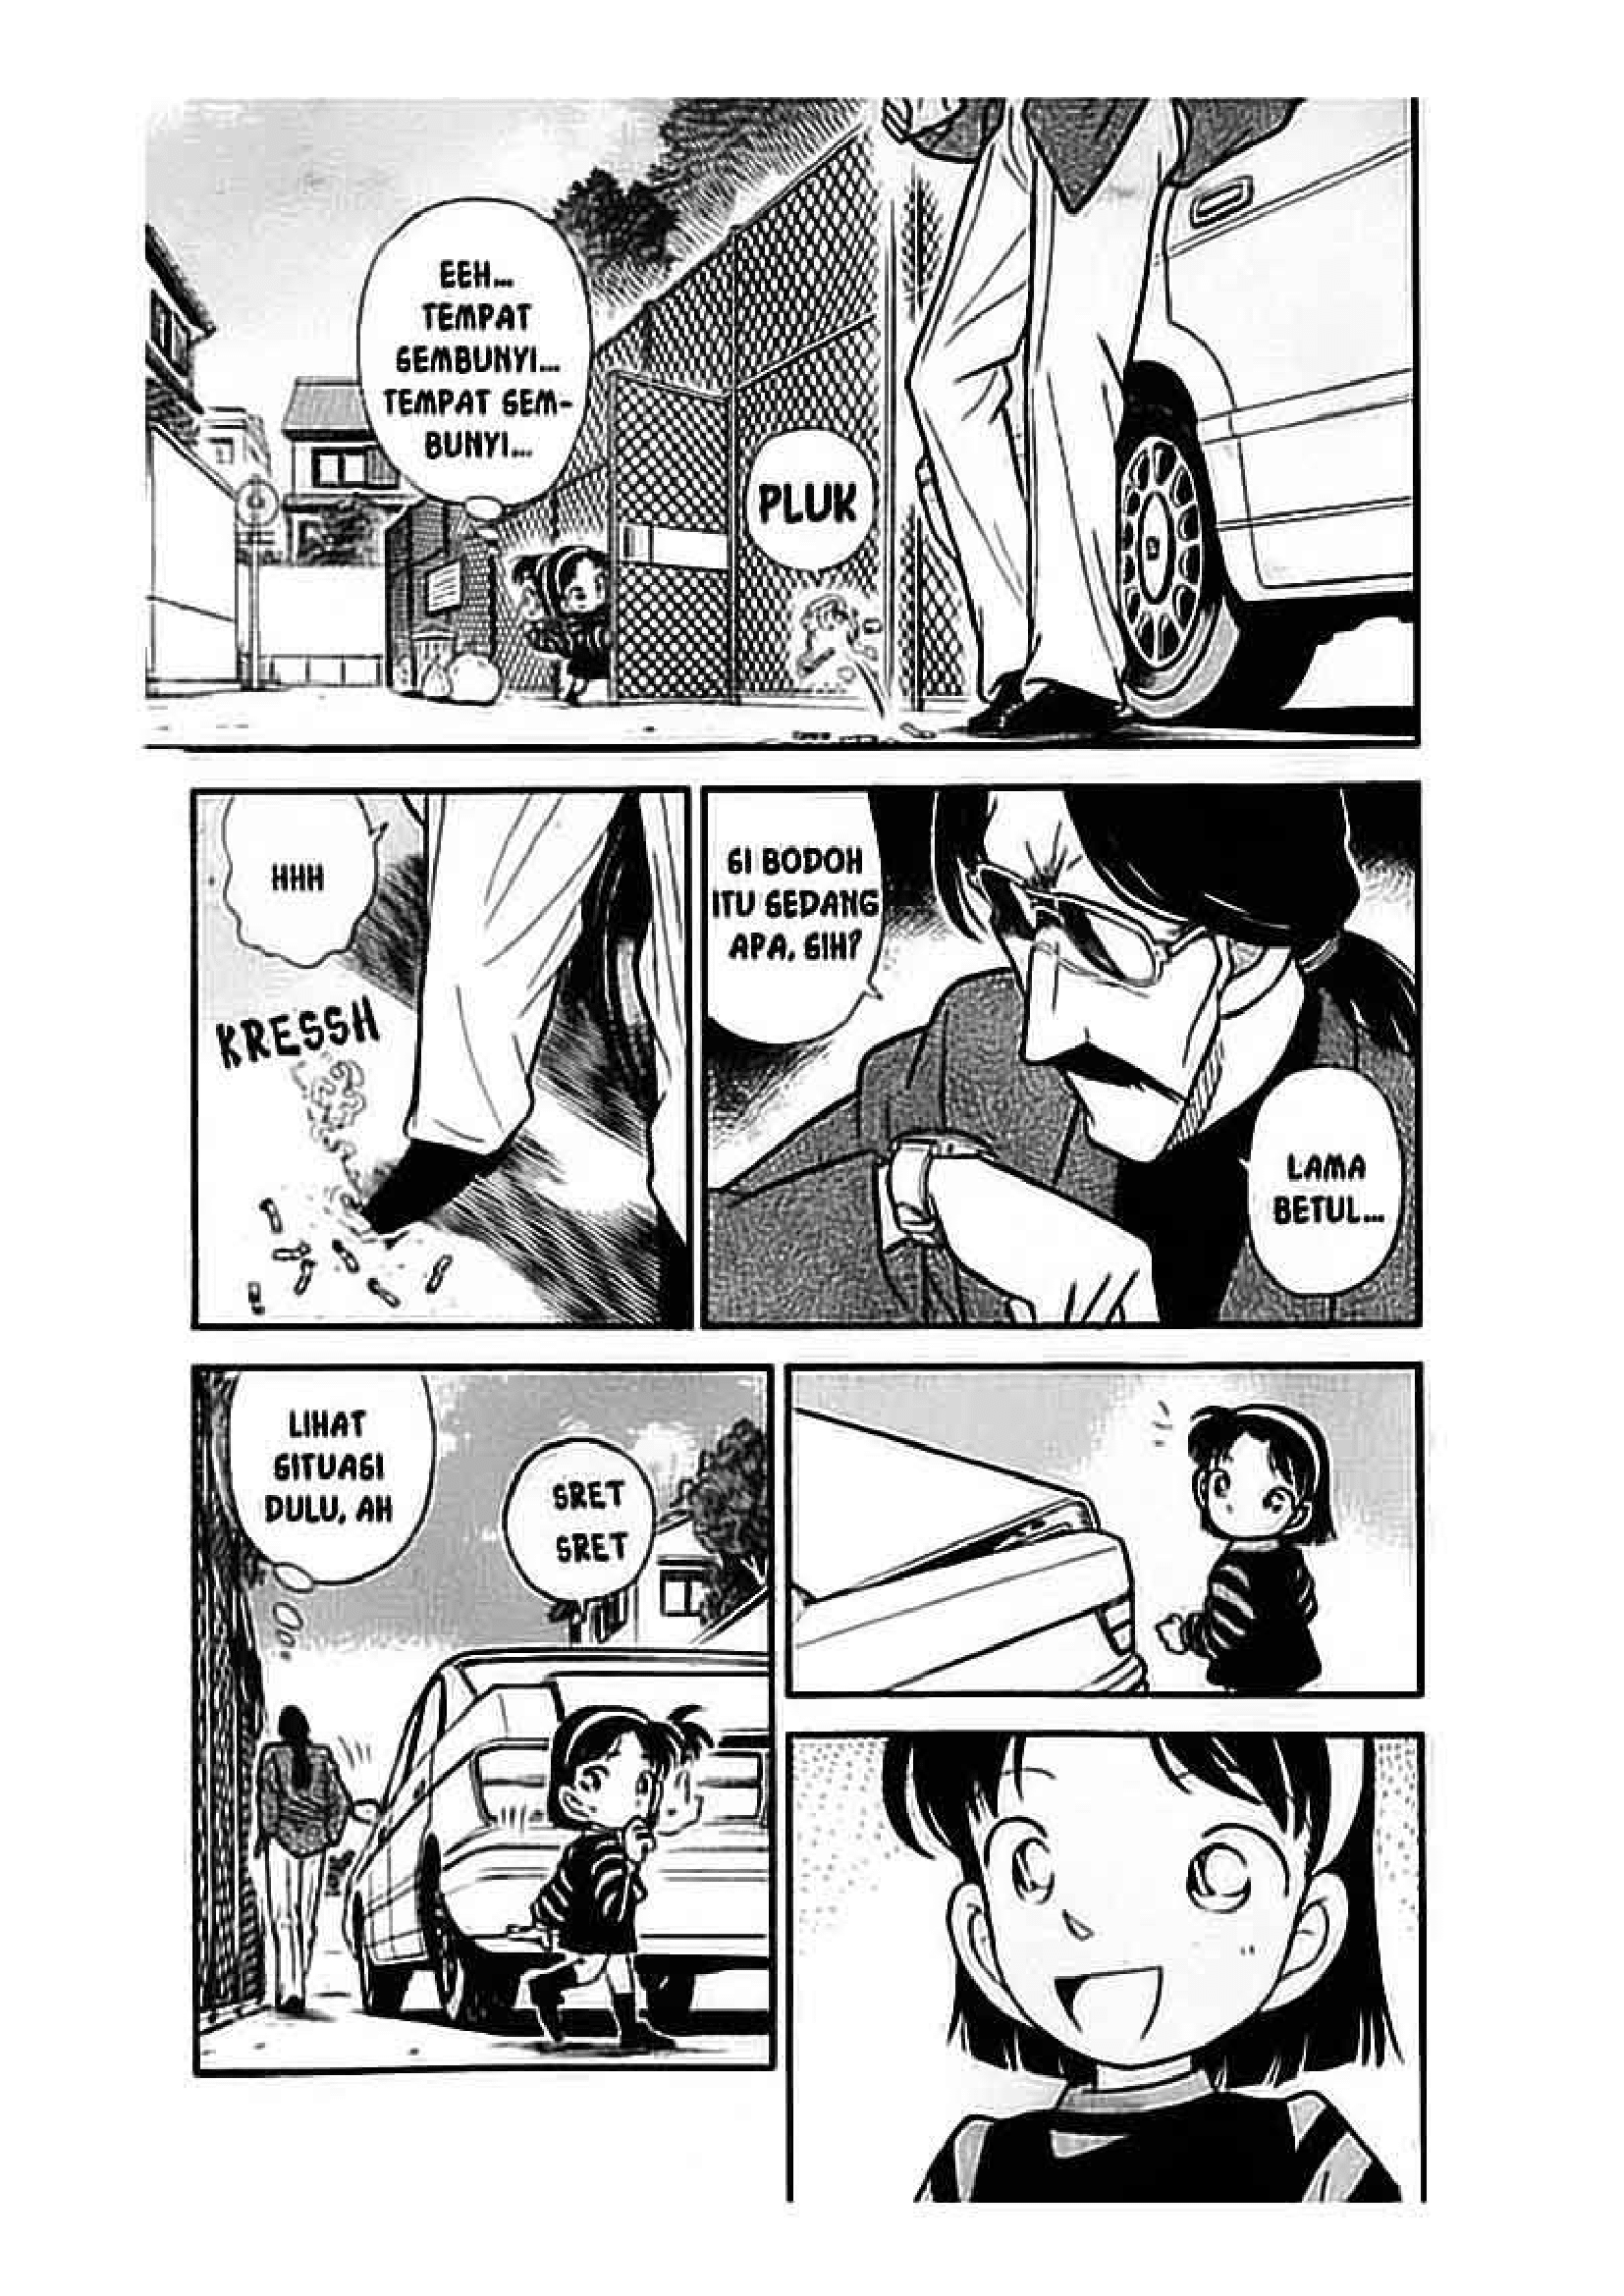 PLUK
EEH...
TEMPAT
SEMBUNYI...
TEMPAT SEM-
BUNYI...
LAMA
BETUL...
SI BODOH
ITU SEDANG
APA, SIH?
HHH
KRESSH
SRET
SRET
LIHAT
SITUASI
DULU, AH